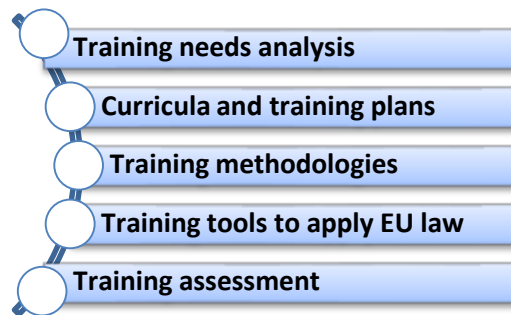 Training needs analysis
Curricula and training plans
Training methodologies
Training tools to apply EU law
Training assessment